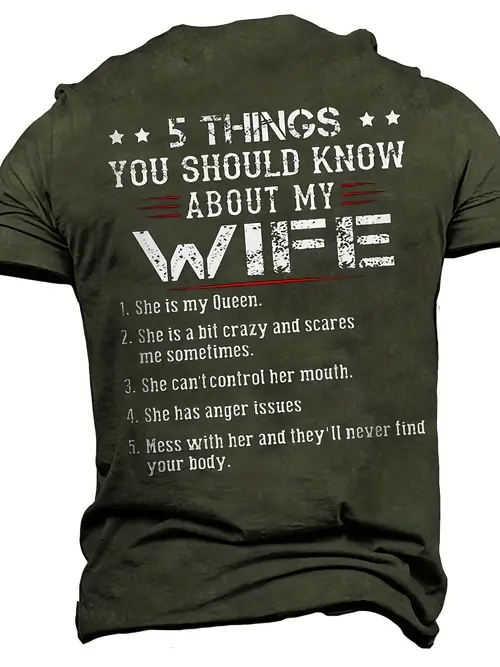 5 THINGS
YOU SHOULD KNOW
ABOUT MY
WIFE
1. She is my Queen.
2. She is a bit crazy and scares
me sometimes.
3. She can't control her mouth.
4. She has anger issues
5. Mess with her and they'll never find
your body.